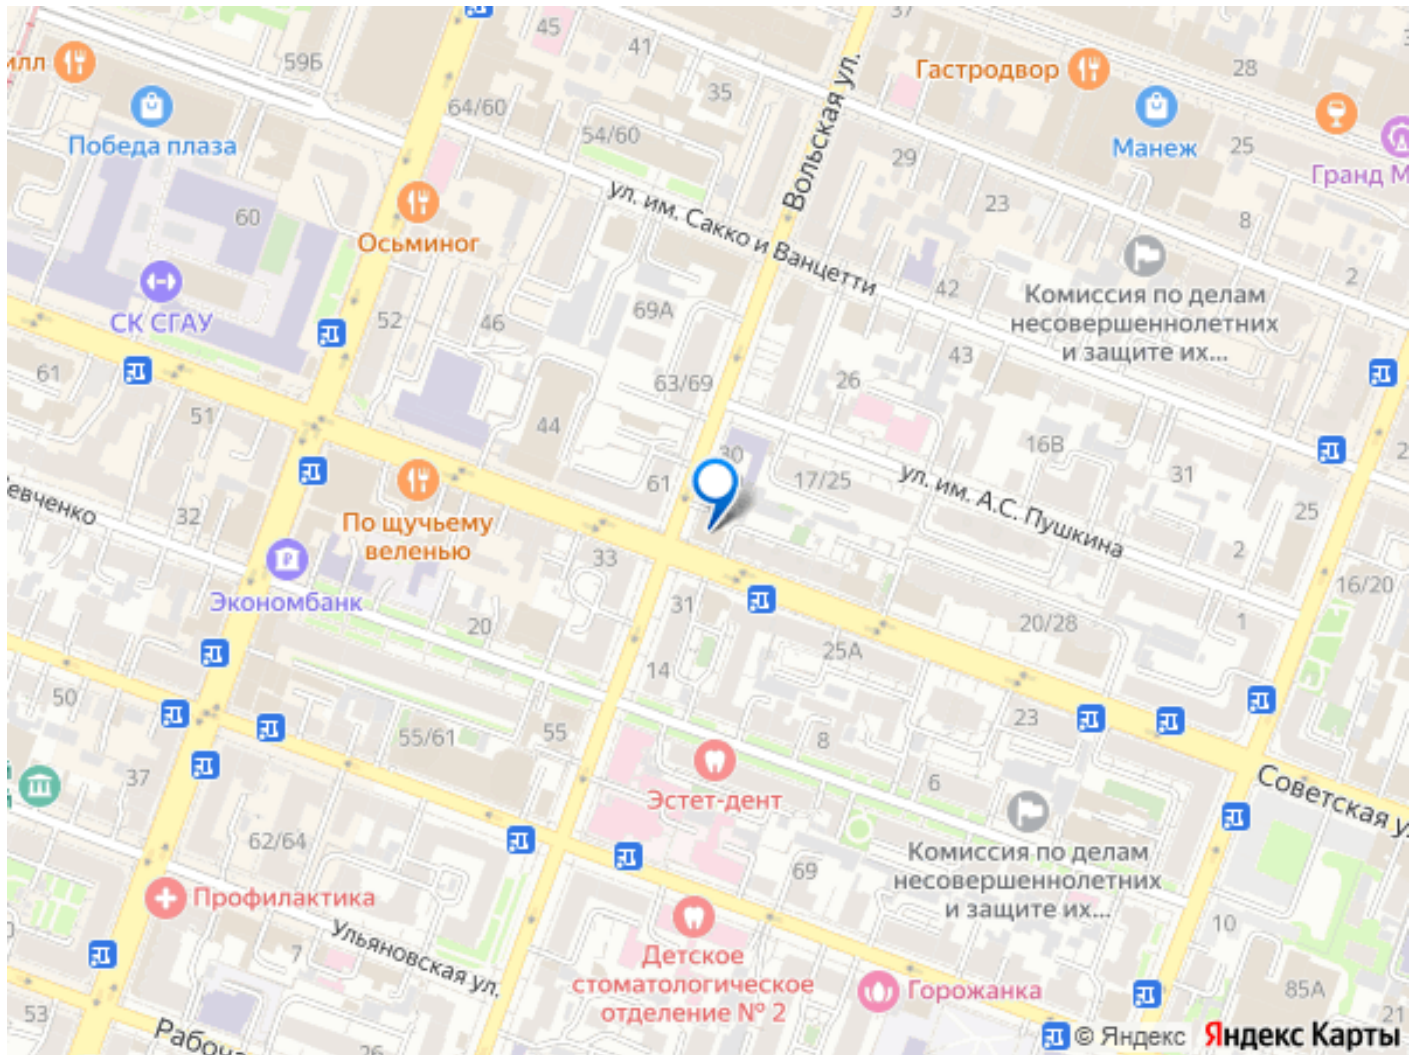 37
45
41
илл
59Б
Гастродвор
28
35
64/60
Победа плаза
54/60
Вольская ул.
29
Манеж
25
Гранд М
60
ул. им. Сакко и Ванцетти
23
8
Осьминог
Комиссия по делам
несовершеннолетних
и защите их...
2
42
СК СГАУ
52
46
69А
43
61
63/69
26
51
44
16В
30
31
2
61
17/25
ул. им. А.С. Пушкина
евченко
32
По щучьему
веленью
25
33
2
Экономбанк
31
16/20
20
20/28
1
25А
14
50
23
55/61
55
8
37
Эстет-дент
6
Советская у
62/64
Комиссия по делам
несовершеннолетних
и защите их...
69
Профилактика
10
Ульяновская ул.
7
Детское
стоматологическое
отделение № 2
Горожанка
85А
53
21
Рабоча
26
© Яндекс Яндекс Карты